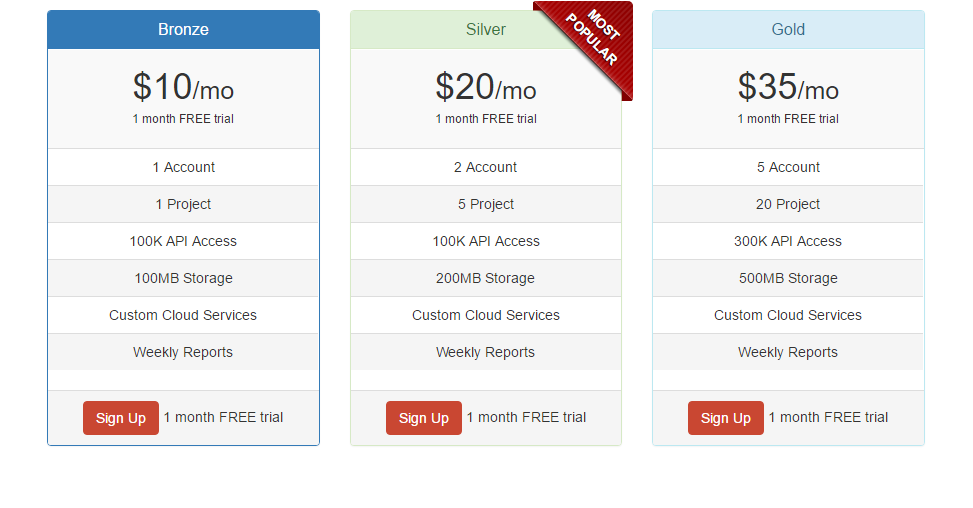 Bronze
$10/mo
1 month FREE trial
1 Account
1 Project
100K API Access
100MB Storage
Custom Cloud Services
Weekly Reports
Sign Up 1 month FREE trial
Silver
MOST
POPULAR
$20/mo
1 month FREE trial
2 Account
5 Project
100K API Access
200MB Storage
Custom Cloud Services
Weekly Reports
Sign Up 1 month FREE trial
Gold
$35/mo
1 month FREE trial
5 Account
20 Project
300K API Access
500MB Storage
Custom Cloud Services
Weekly Reports
Sign Up 1 month FREE trial